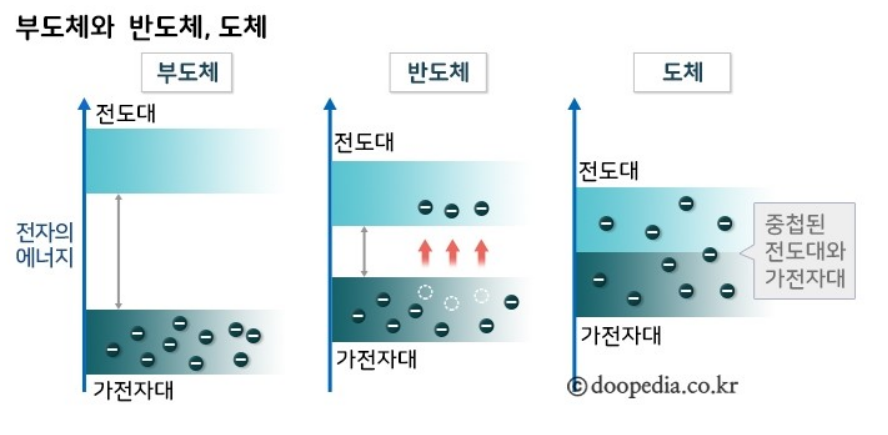 부도체와 반도체, 도체
부도체
반도체
도체
전도대
전도대
전도대
전자의
에너지
중첩된
전도대와
가전자대
가전자대
가전자대
가전자대
©doopedia.co.kr